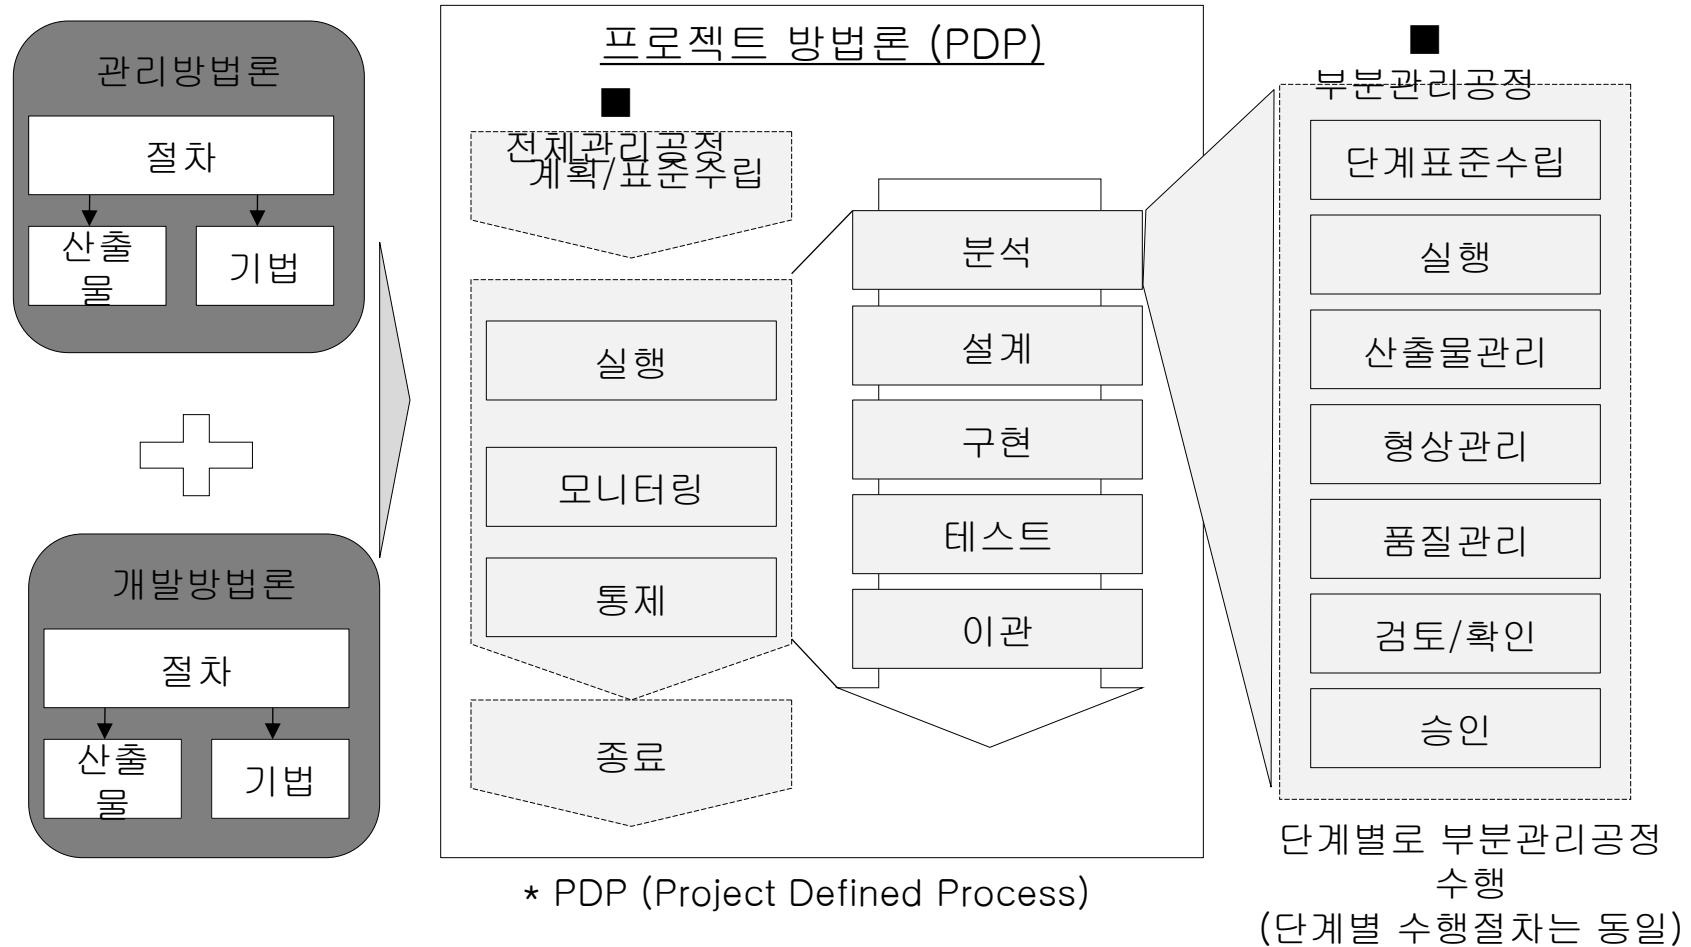 관리방법론
절차
산출
물
기법
개발방법론
절차
산출
물
기법
프로젝트 방법론 (PDP)
■
전체관리공정
계획/표준수립
실행
모니터링
통제
종료
분석
설계
구현
테스트
이관
* PDP (Project Defined Process)
■
부분관리공정
단계표준수립
실행
산출물관리
형상관리
품질관리
검토/확인
승인
단계별로 부분관리공정
수행
(단계별 수행절차는 동일)